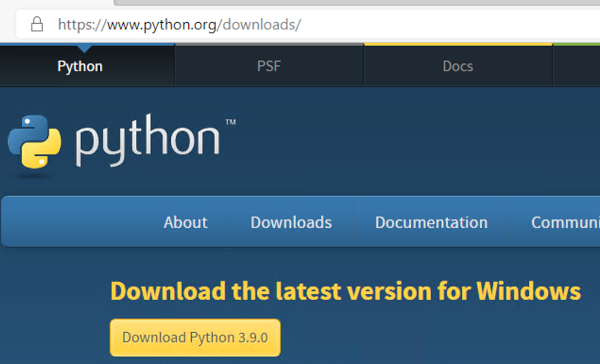 https://www.python.org/downloads/
Python PSF Docs
python™
About Downloads Documentation Communi
Download the latest version for Windows
Download Python 3.9.0